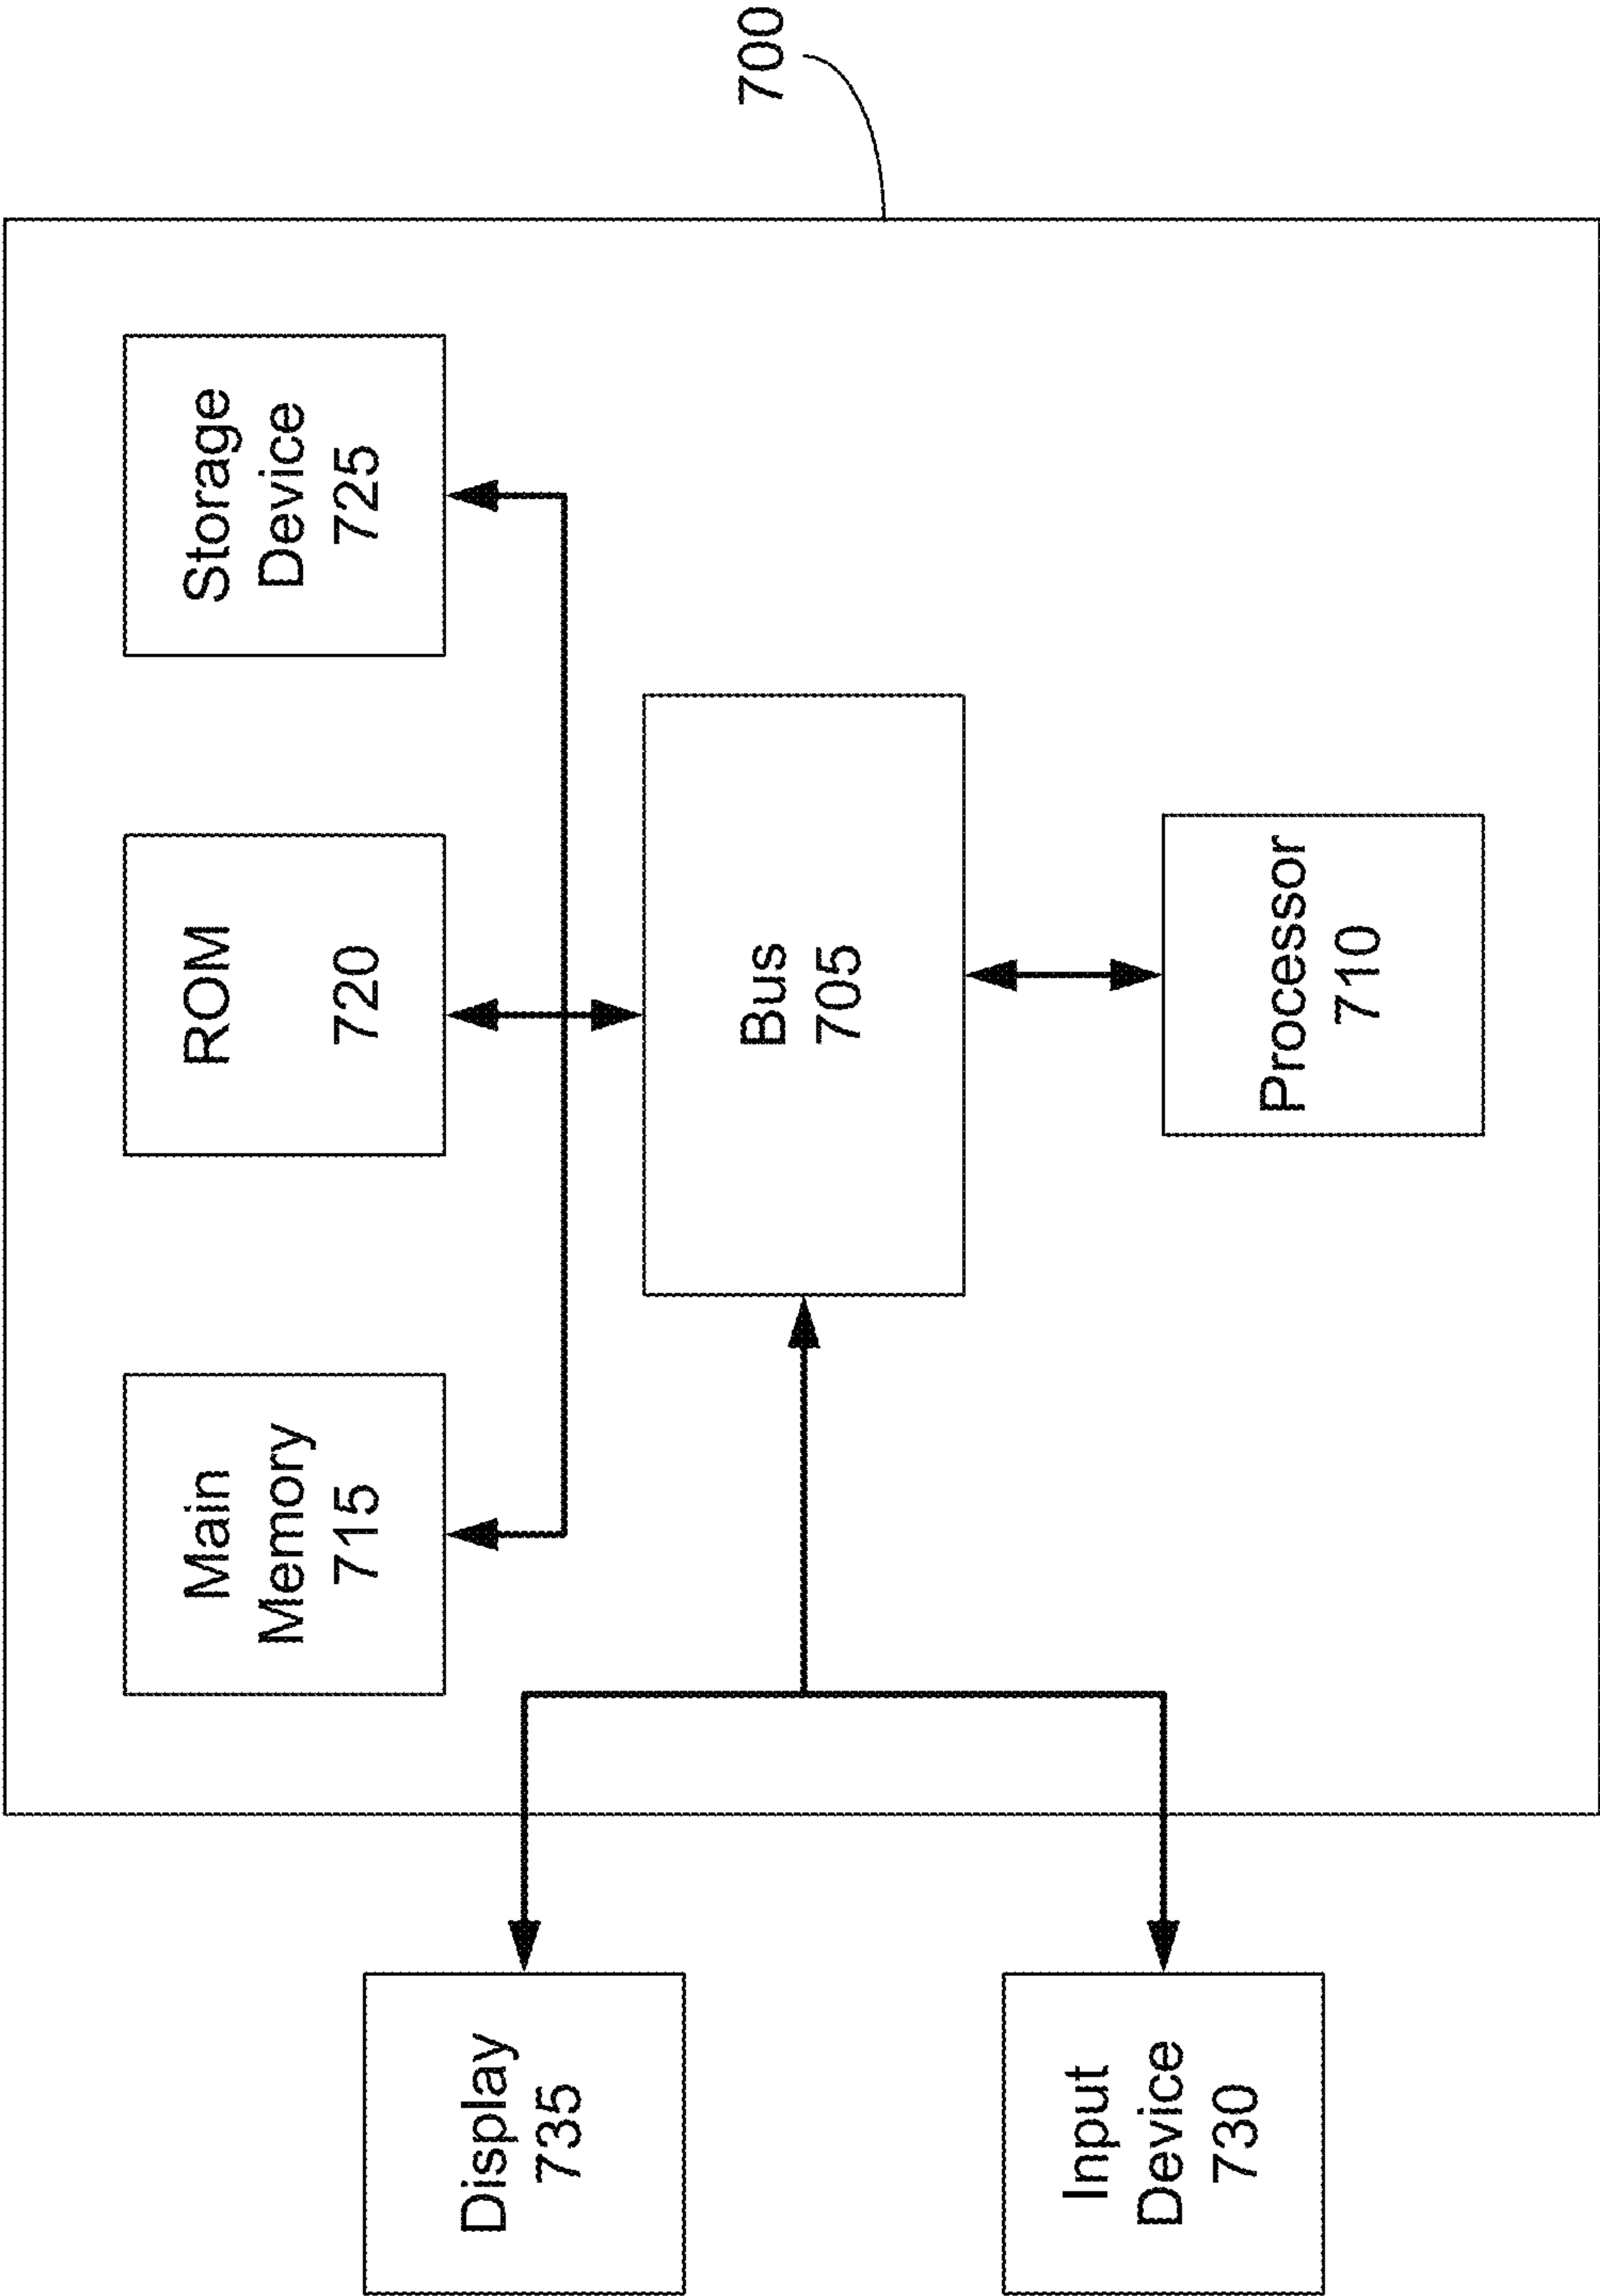 Main
Memory
715
ROM
720
Storage
Device
725
Display
735
Bus
705
700
Input
Device
730
Processor
710